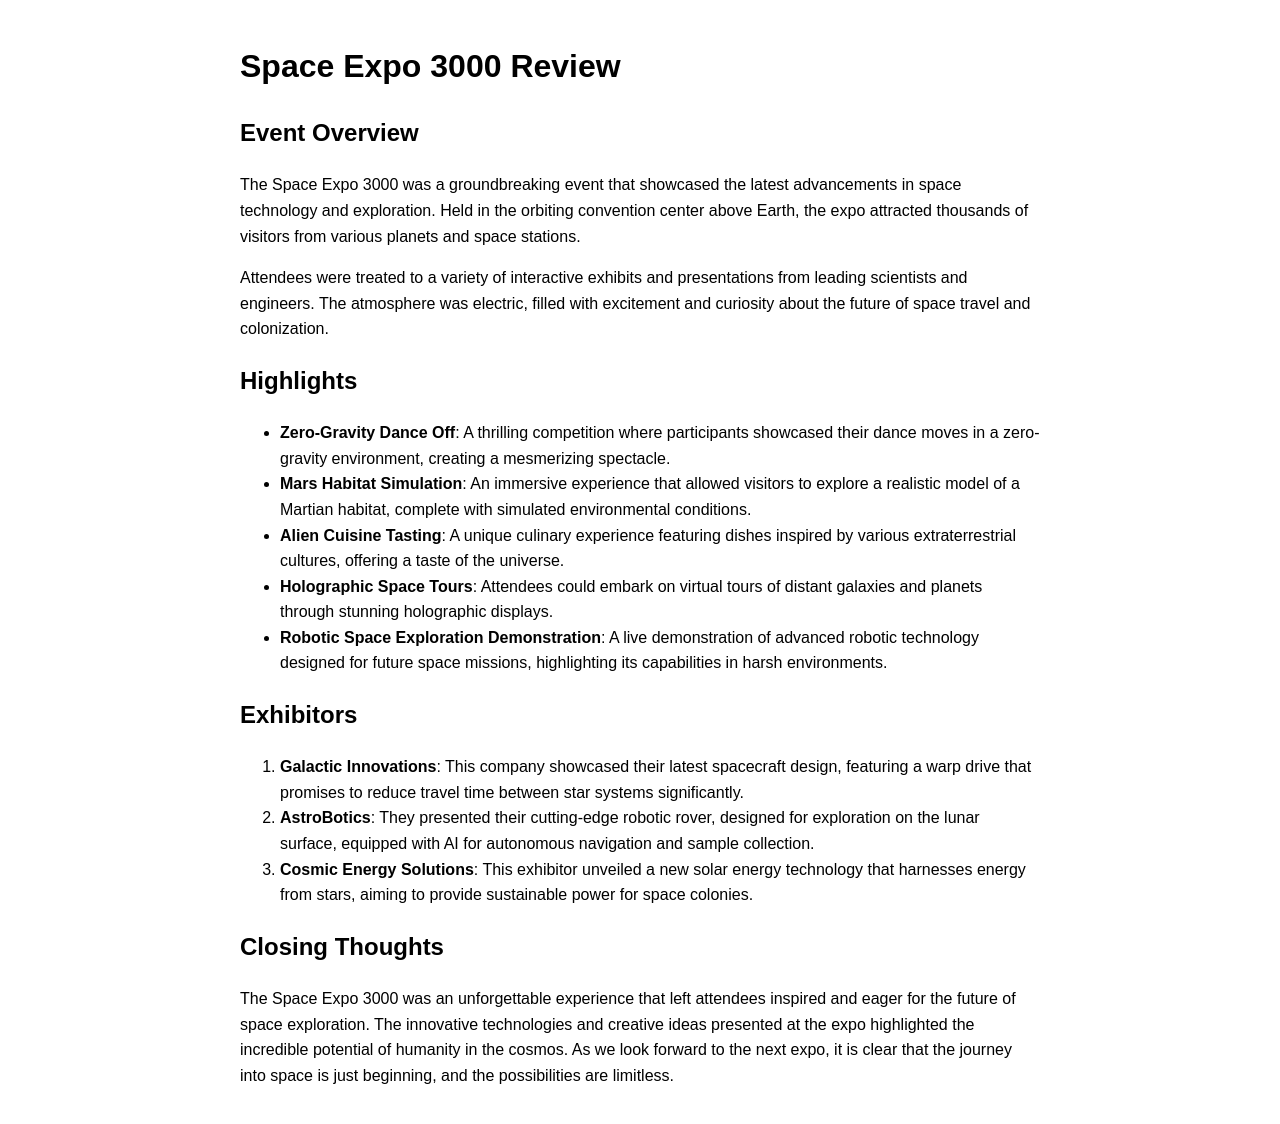 Space Expo 3000 Review
Event Overview
The Space Expo 3000 was a groundbreaking event that showcased the latest advancements in space
technology and exploration. Held in the orbiting convention center above Earth, the expo attracted thousands of
visitors from various planets and space stations.
Attendees were treated to a variety of interactive exhibits and presentations from leading scientists and
engineers. The atmosphere was electric, filled with excitement and curiosity about the future of space travel and
colonization.
Highlights
• Zero-Gravity Dance Off: A thrilling competition where participants showcased their dance moves in a zero-
gravity environment, creating a mesmerizing spectacle.
• Mars Habitat Simulation: An immersive experience that allowed visitors to explore a realistic model of a
Martian habitat, complete with simulated environmental conditions.
• Alien Cuisine Tasting: A unique culinary experience featuring dishes inspired by various extraterrestrial
cultures, offering a taste of the universe.
• Holographic Space Tours: Attendees could embark on virtual tours of distant galaxies and planets
through stunning holographic displays.
• Robotic Space Exploration Demonstration: A live demonstration of advanced robotic technology
designed for future space missions, highlighting its capabilities in harsh environments.
Exhibitors
1. Galactic Innovations: This company showcased their latest spacecraft design, featuring a warp drive that
promises to reduce travel time between star systems significantly.
2. AstroBotics: They presented their cutting-edge robotic rover, designed for exploration on the lunar
surface, equipped with AI for autonomous navigation and sample collection.
3. Cosmic Energy Solutions: This exhibitor unveiled a new solar energy technology that harnesses energy
from stars, aiming to provide sustainable power for space colonies.
Closing Thoughts
The Space Expo 3000 was an unforgettable experience that left attendees inspired and eager for the future of
space exploration. The innovative technologies and creative ideas presented at the expo highlighted the
incredible potential of humanity in the cosmos. As we look forward to the next expo, it is clear that the journey
into space is just beginning, and the possibilities are limitless.